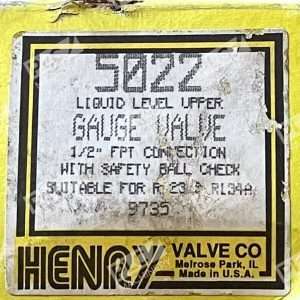 5022
LIQUID LEVEL UPPER
GAUGE VALVE
1/2" FPT CONNECTION
WITH SAFETY BALL CHECK
SUITABLE FOR R 23 & R134A
9735
HENRY VALVE CO
Melrose Park, IL
Made in U.S.A.